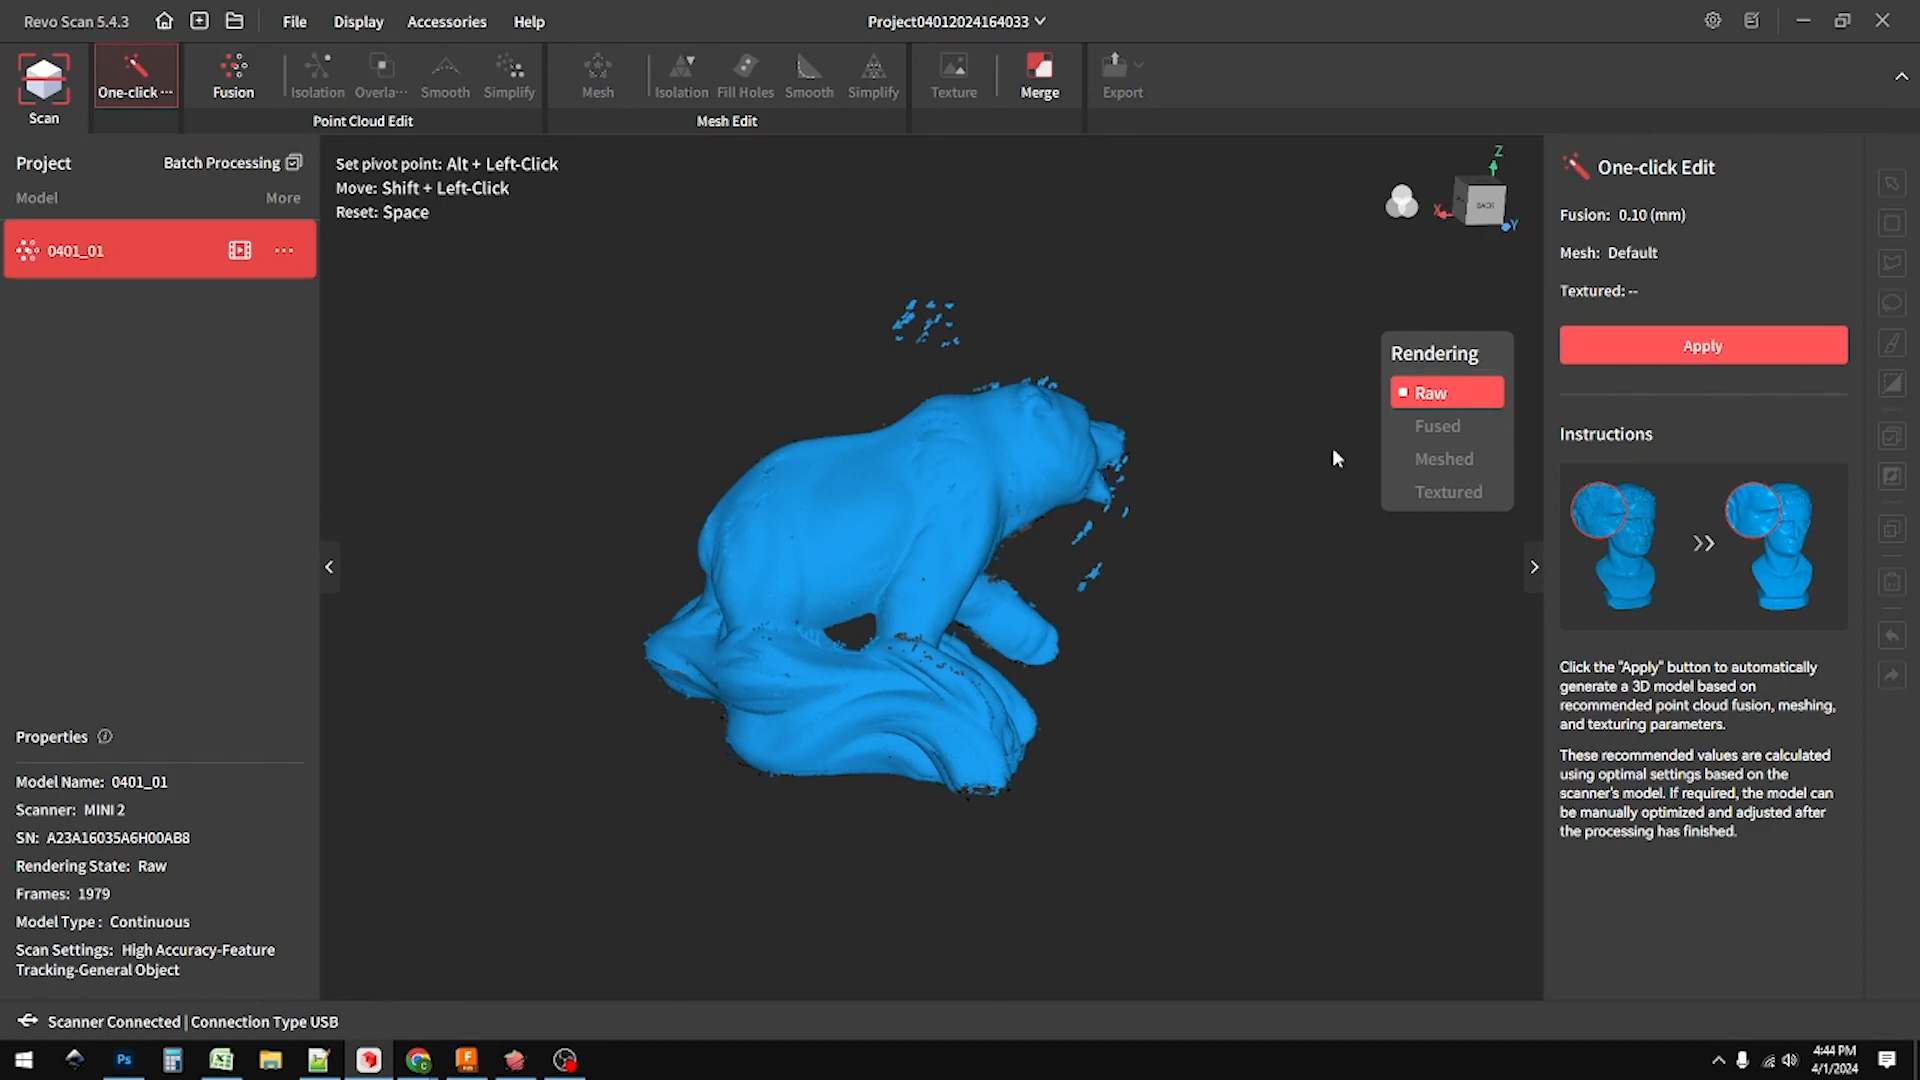 Revo Scan 5.4.3
File
Display
Accessories
Help
Project04012024164033
Scan
One-click ···
Fusion
Isolation
Overla···
Smooth
Simplify
Point Cloud Edit
Mesh
Isolation
Fill Holes
Smooth
Simplify
Mesh Edit
Texture
Merge
Export
Project
Batch Processing
Model
More
0401_01
Set pivot point: Alt + Left-Click
Move: Shift + Left-Click
Reset: Space
Z
X
BACK
Y
Rendering
Raw
Fused
Meshed
Textured
One-click Edit
Fusion: 0.10 (mm)
Mesh: Default
Textured: --
Apply
Instructions
Click the "Apply" button to automatically
generate a 3D model based on
recommended point cloud fusion, meshing,
and texturing parameters.
These recommended values are calculated
using optimal settings based on the
scanner's model. If required, the model can
be manually optimized and adjusted after
the processing has finished.
Properties
Model Name: 0401_01
Scanner: MINI 2
SN: A23A16035A6H00AB8
Rendering State: Raw
Frames: 1979
Model Type : Continuous
Scan Settings: High Accuracy-Feature
Tracking-General Object
Scanner Connected | Connection Type USB
Ps
4:44 PM
4/1/2024